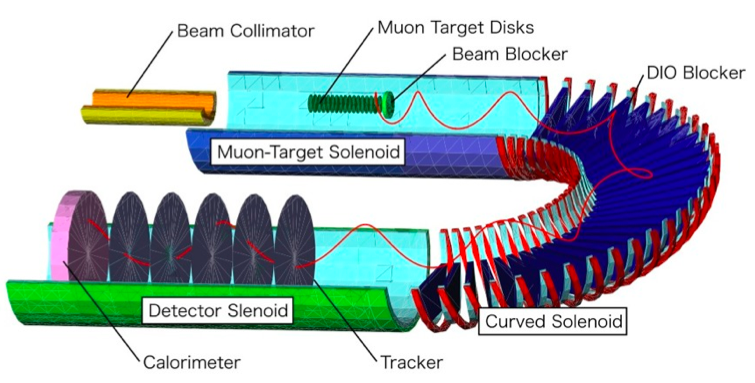 Beam Collimator
Muon Target Disks
Beam Blocker
DIO Blocker
Muon-Target Solenoid
Detector Slenoid
Curved Solenoid
Calorimeter
Tracker